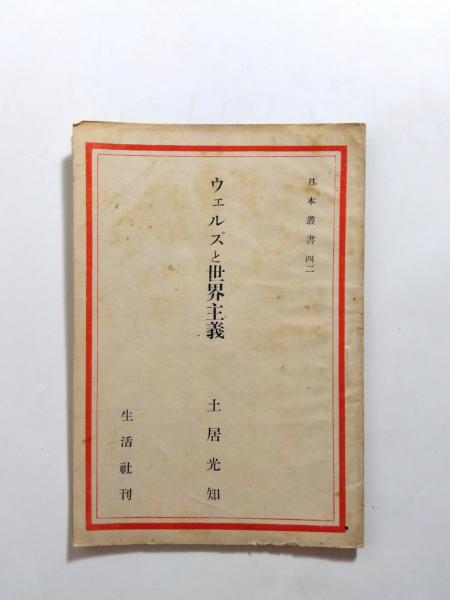 日本叢書 四二
ウェルズと世界主義
土居光知
生活社刊